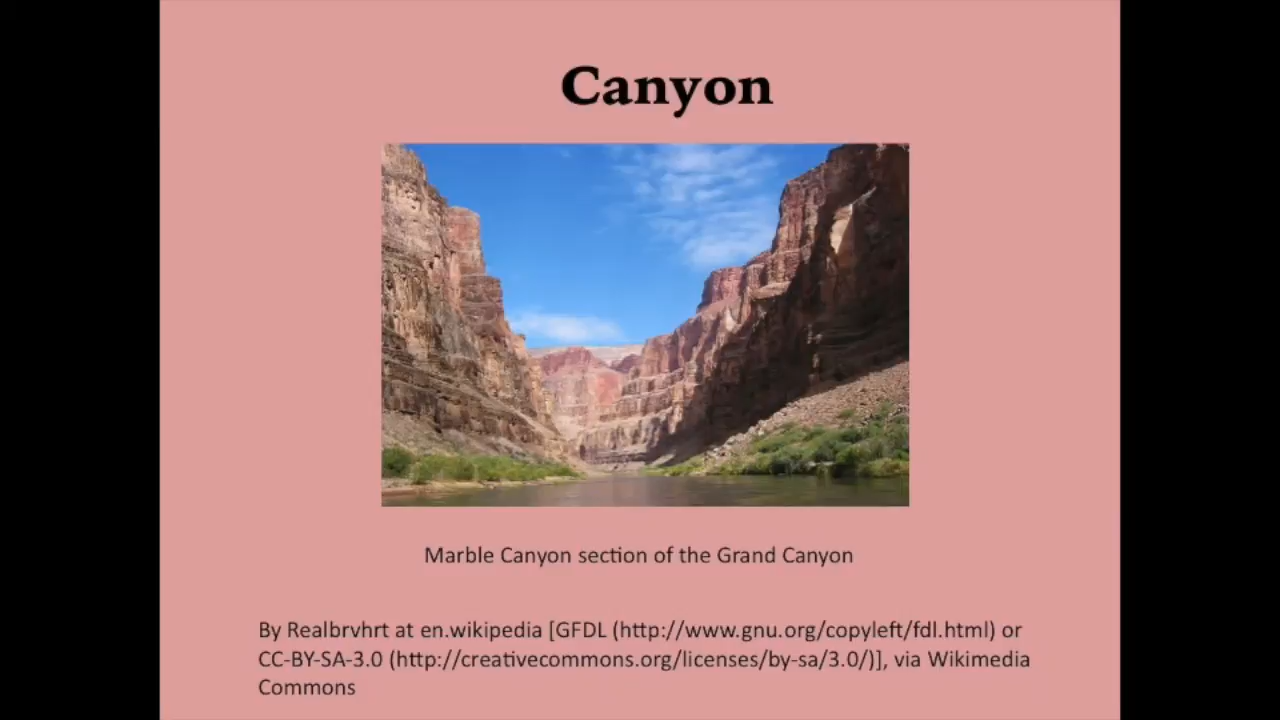 Canyon
Marble Canyon section of the Grand Canyon
By Realbrvhrt at en.wikipedia [GFDL (http://www.gnu.org/copyleft/fdl.html) or
CC-BY-SA-3.0 (http://creativecommons.org/licenses/by-sa/3.0/)], via Wikimedia
Commons